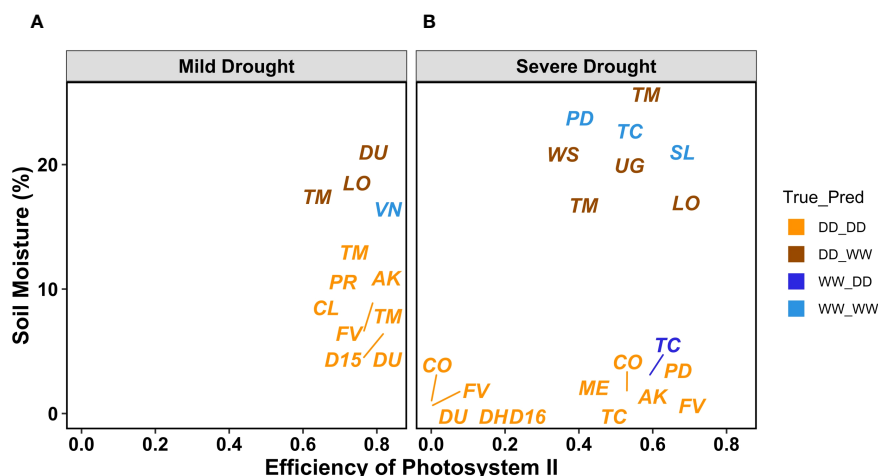 A
B
Mild Drought
Severe Drought
Soil Moisture (%)
20
10
0
DU
LO
TM
VN
TM
PR
AK
CL
TM
FV
D15
DU
TM
PD
TC
WS
UG
SL
TM
LO
TC
CO
CO
PD
ME
FV
AK
FV
DU
DH
D16
TC
0.0
0.2
0.4
0.6
0.8
0.0
0.2
0.4
0.6
0.8
Efficiency of Photosystem II
True_Pred
DD_DD
DD_WW
WW_DD
WW_WW